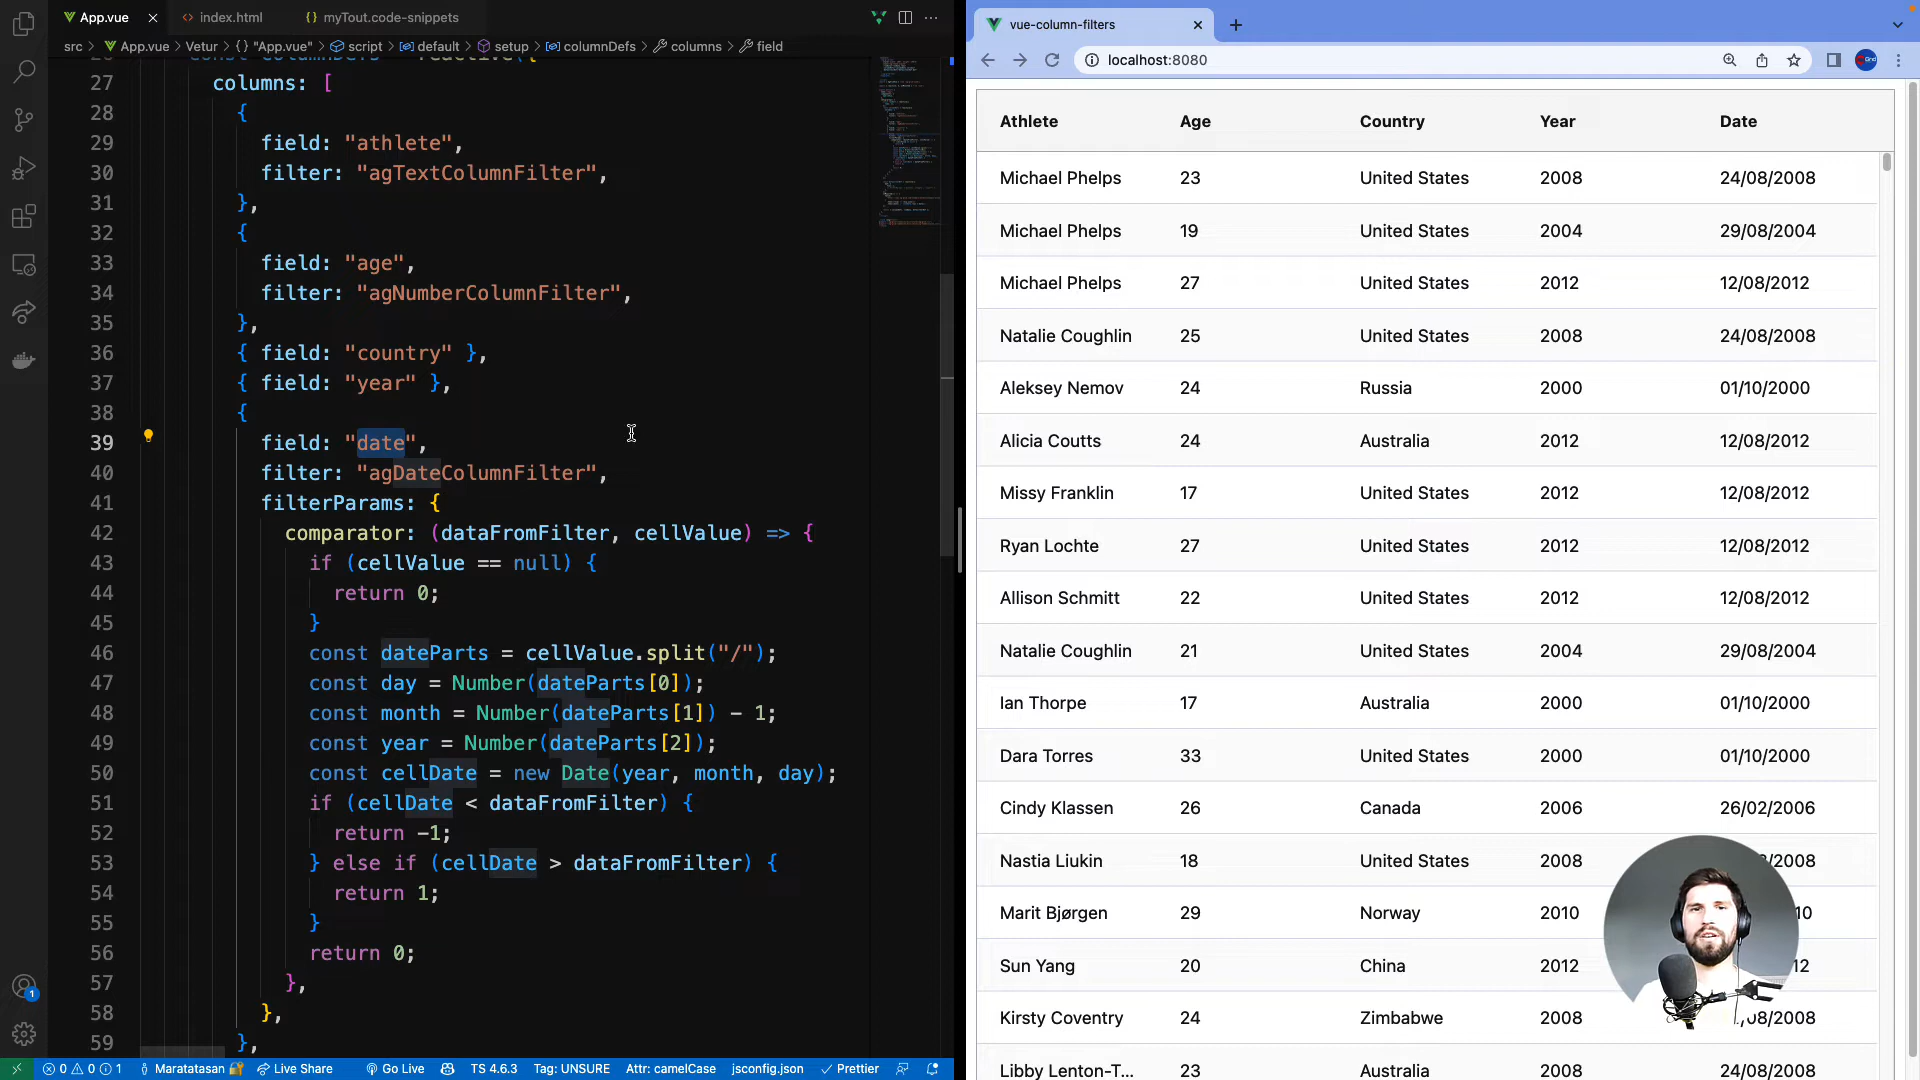 App.vue
index.html
myTout.code-snippets
src > App.vue > Vetur > {} "App.vue" > script > default > setup > columnDefs > columns > field
27 columns: [
28 {
29 field: "athlete",
30 filter: "agTextColumnFilter",
31 },
32 {
33 field: "age",
34 filter: "agNumberColumnFilter",
35 },
36 { field: "country" },
37 { field: "year" },
38 {
39 field: "date",
40 filter: "agDateColumnFilter",
41 filterParams: {
42 comparator: (dataFromFilter, cellValue) => {
43 if (cellValue == null) {
44 return 0;
45 }
46 const dateParts = cellValue.split("/");
47 const day = Number(dateParts[0]);
48 const month = Number(dateParts[1]) - 1;
49 const year = Number(dateParts[2]);
50 const cellDate = new Date(year, month, day);
51 if (cellDate < dataFromFilter) {
52 return -1;
53 } else if (cellDate > dataFromFilter) {
54 return 1;
55 }
56 return 0;
57 },
58 },
59 },
1
0 0 1 Maratatasan Live Share Go Live TS 4.6.3 Tag: UNSURE Attr: camelCase jsconfig.json Prettier
vue-column-filters
localhost:8080
Athlete Age Country Year Date
Michael Phelps 23 United States 2008 24/08/2008
Michael Phelps 19 United States 2004 29/08/2004
Michael Phelps 27 United States 2012 12/08/2012
Natalie Coughlin 25 United States 2008 24/08/2008
Aleksey Nemov 24 Russia 2000 01/10/2000
Alicia Coutts 24 Australia 2012 12/08/2012
Missy Franklin 17 United States 2012 12/08/2012
Ryan Lochte 27 United States 2012 12/08/2012
Allison Schmitt 22 United States 2012 12/08/2012
Natalie Coughlin 21 United States 2004 29/08/2004
Ian Thorpe 17 Australia 2000 01/10/2000
Dara Torres 33 United States 2000 01/10/2000
Cindy Klassen 26 Canada 2006 26/02/2006
Nastia Liukin 18 United States 2008 /2008
Marit Bjørgen 29 Norway 2010 10
Sun Yang 20 China 2012 12
Kirsty Coventry 24 Zimbabwe 2008 /08/2008
Libby Lenton-T... 23 Australia 2008 24/08/2008